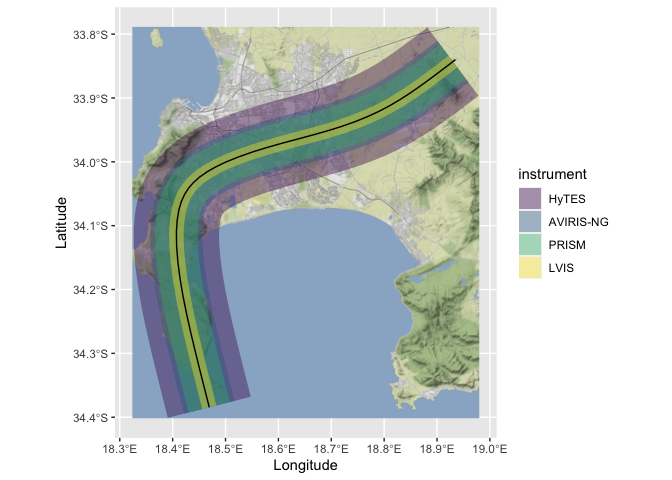 33.8°S
33.9°S
34.0°S
34.1°S
34.2°S
34.3°S
34.4°S
Latitude
18.3°E 18.4°E 18.5°E 18.6°E 18.7°E 18.8°E 18.9°E 19.0°E
Longitude
instrument
HyTES
AVIRIS-NG
PRISM
LVIS